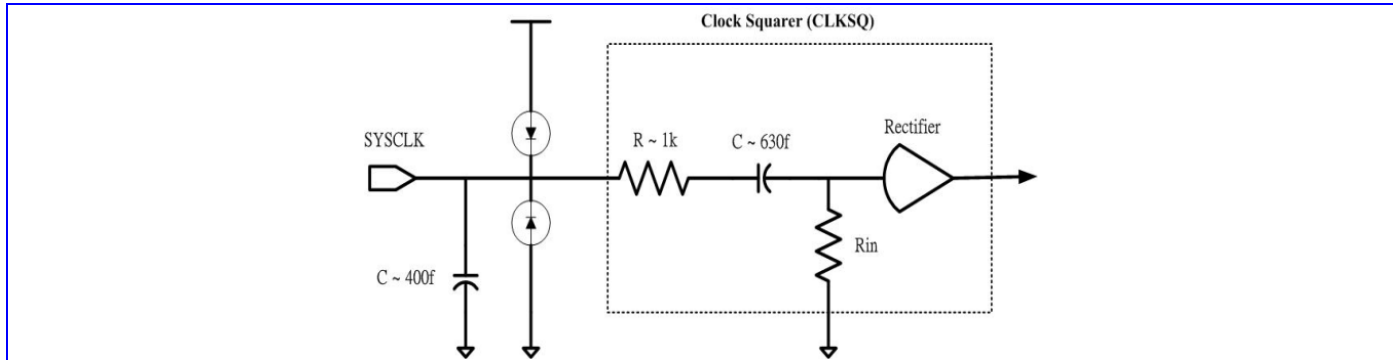 Clock Squarer (CLKSQ)
SYSCLK
R ~ 1k
C ~ 630f
Rectifier
C ~ 400f
Rin